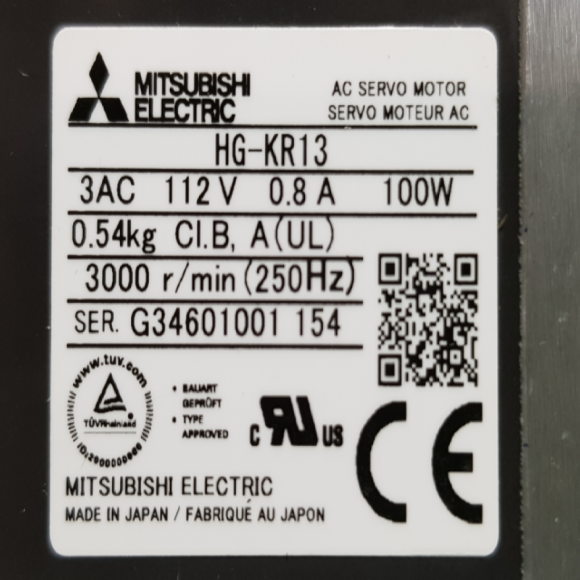 MITSUBISHI
ELECTRIC
AC SERVO MOTOR
SERVO MOTEUR AC
HG-KR13
3AC 112V 0.8A 100W
0.54kg Cl.B, A(UL)
3000 r/min (250Hz)
SER. G34601001 154
www.tuv.com
TÜVRheinland
• BAUART
GEPRÜFT
• TYPE
APPROVED
C RU US
CE
MITSUBISHI ELECTRIC
MADE IN JAPAN / FABRIQUÉ AU JAPON